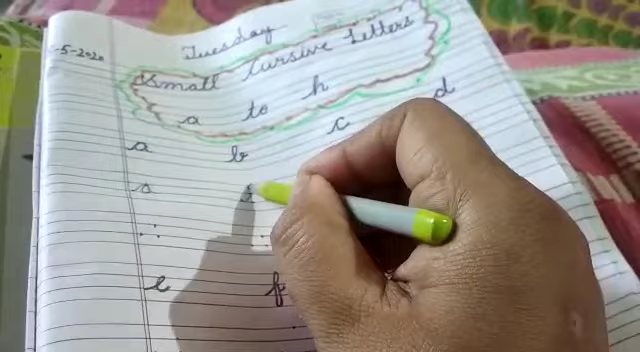 -5-2020 Tuesday
Small Cursive Letters
a to h
a b c d
a
e f